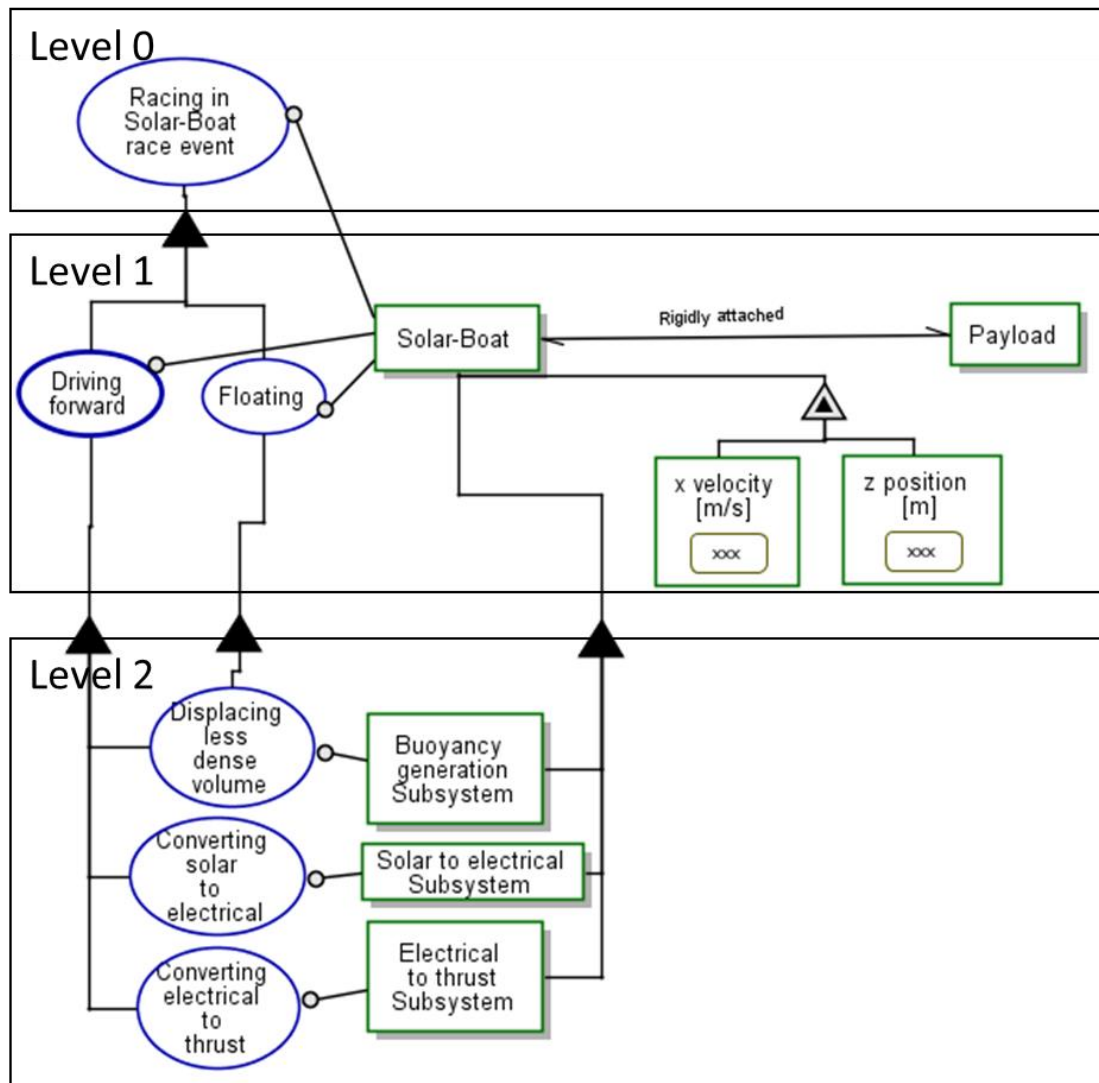 Level 0
Racing in
Solar-Boat
race event
Level 1
Solar-Boat
Rigidly attached
Payload
Driving
forward
Floating
x velocity
[m/s]
xxx
z position
[m]
xxx
Level 2
Displacing
less
dense
volume
Buoyancy
generation
Subsystem
Converting
solar
to
electrical
Solar to electrical
Subsystem
Converting
electrical
to
thrust
Electrical
to thrust
Subsystem